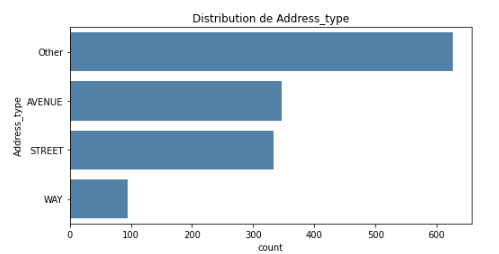 Distribution de Address_type
Address_type
Other
AVENUE
STREET
WAY
0 100 200 300 400 500 600
count